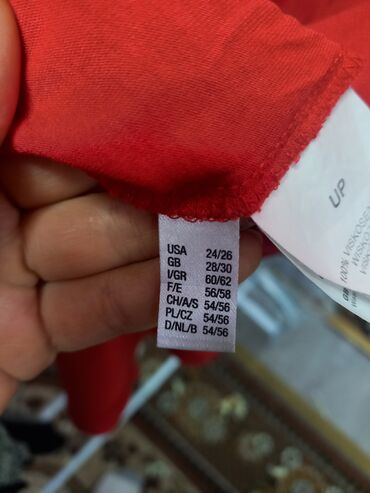 USA 24/26
GB 28/30
I/GR 60/62
F/E 56/58
CH/A/S 54/56
PL/CZ 54/56
D/NL/B 54/56
UP
100% VISKOSE